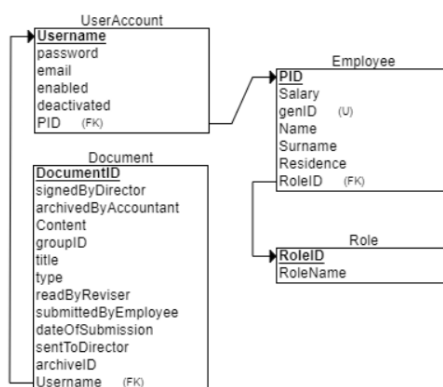 UserAccount
Username
password
email
enabled
deactivated
PID (FK)
Employee
PID
Salary
genID (U)
Name
Surname
Residence
RoleID (FK)
Document
DocumentID
signedByDirector
archivedByAccountant
Content
groupID
title
type
readByReviser
submittedByEmployee
dateOfSubmission
sentToDirector
archiveID
Username (FK)
Role
RoleID
RoleName